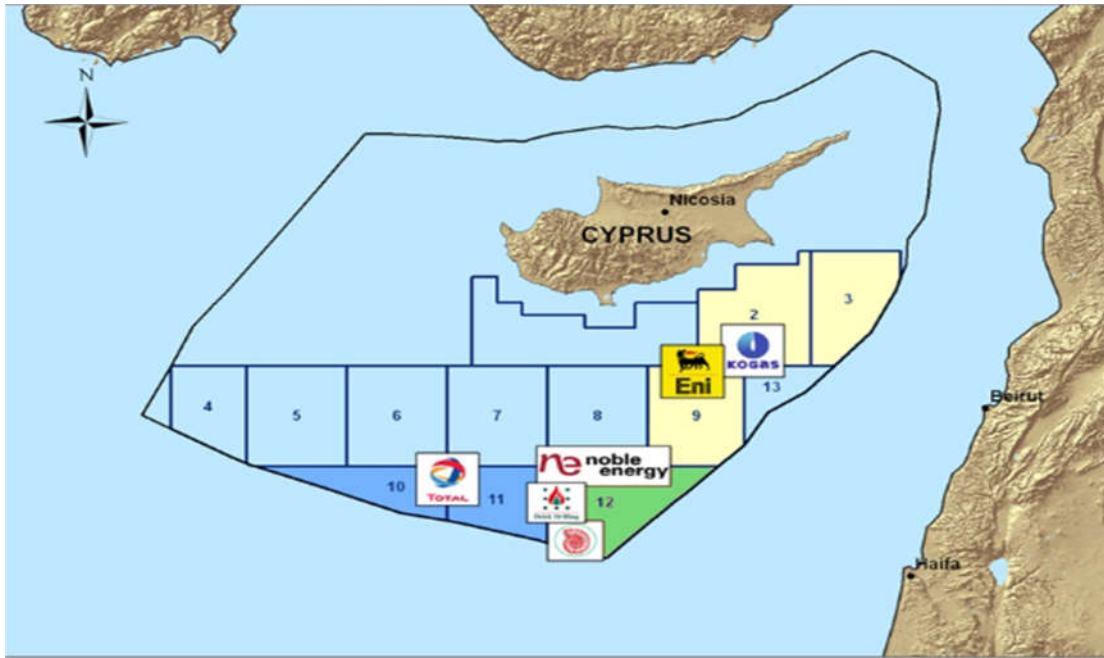 N
Nicosia
CYPRUS
3
2
KOGAS
Eni
13
4
5
6
7
8
9
Beirut
noble
energy
TOTAL
10
11
12
Haifa